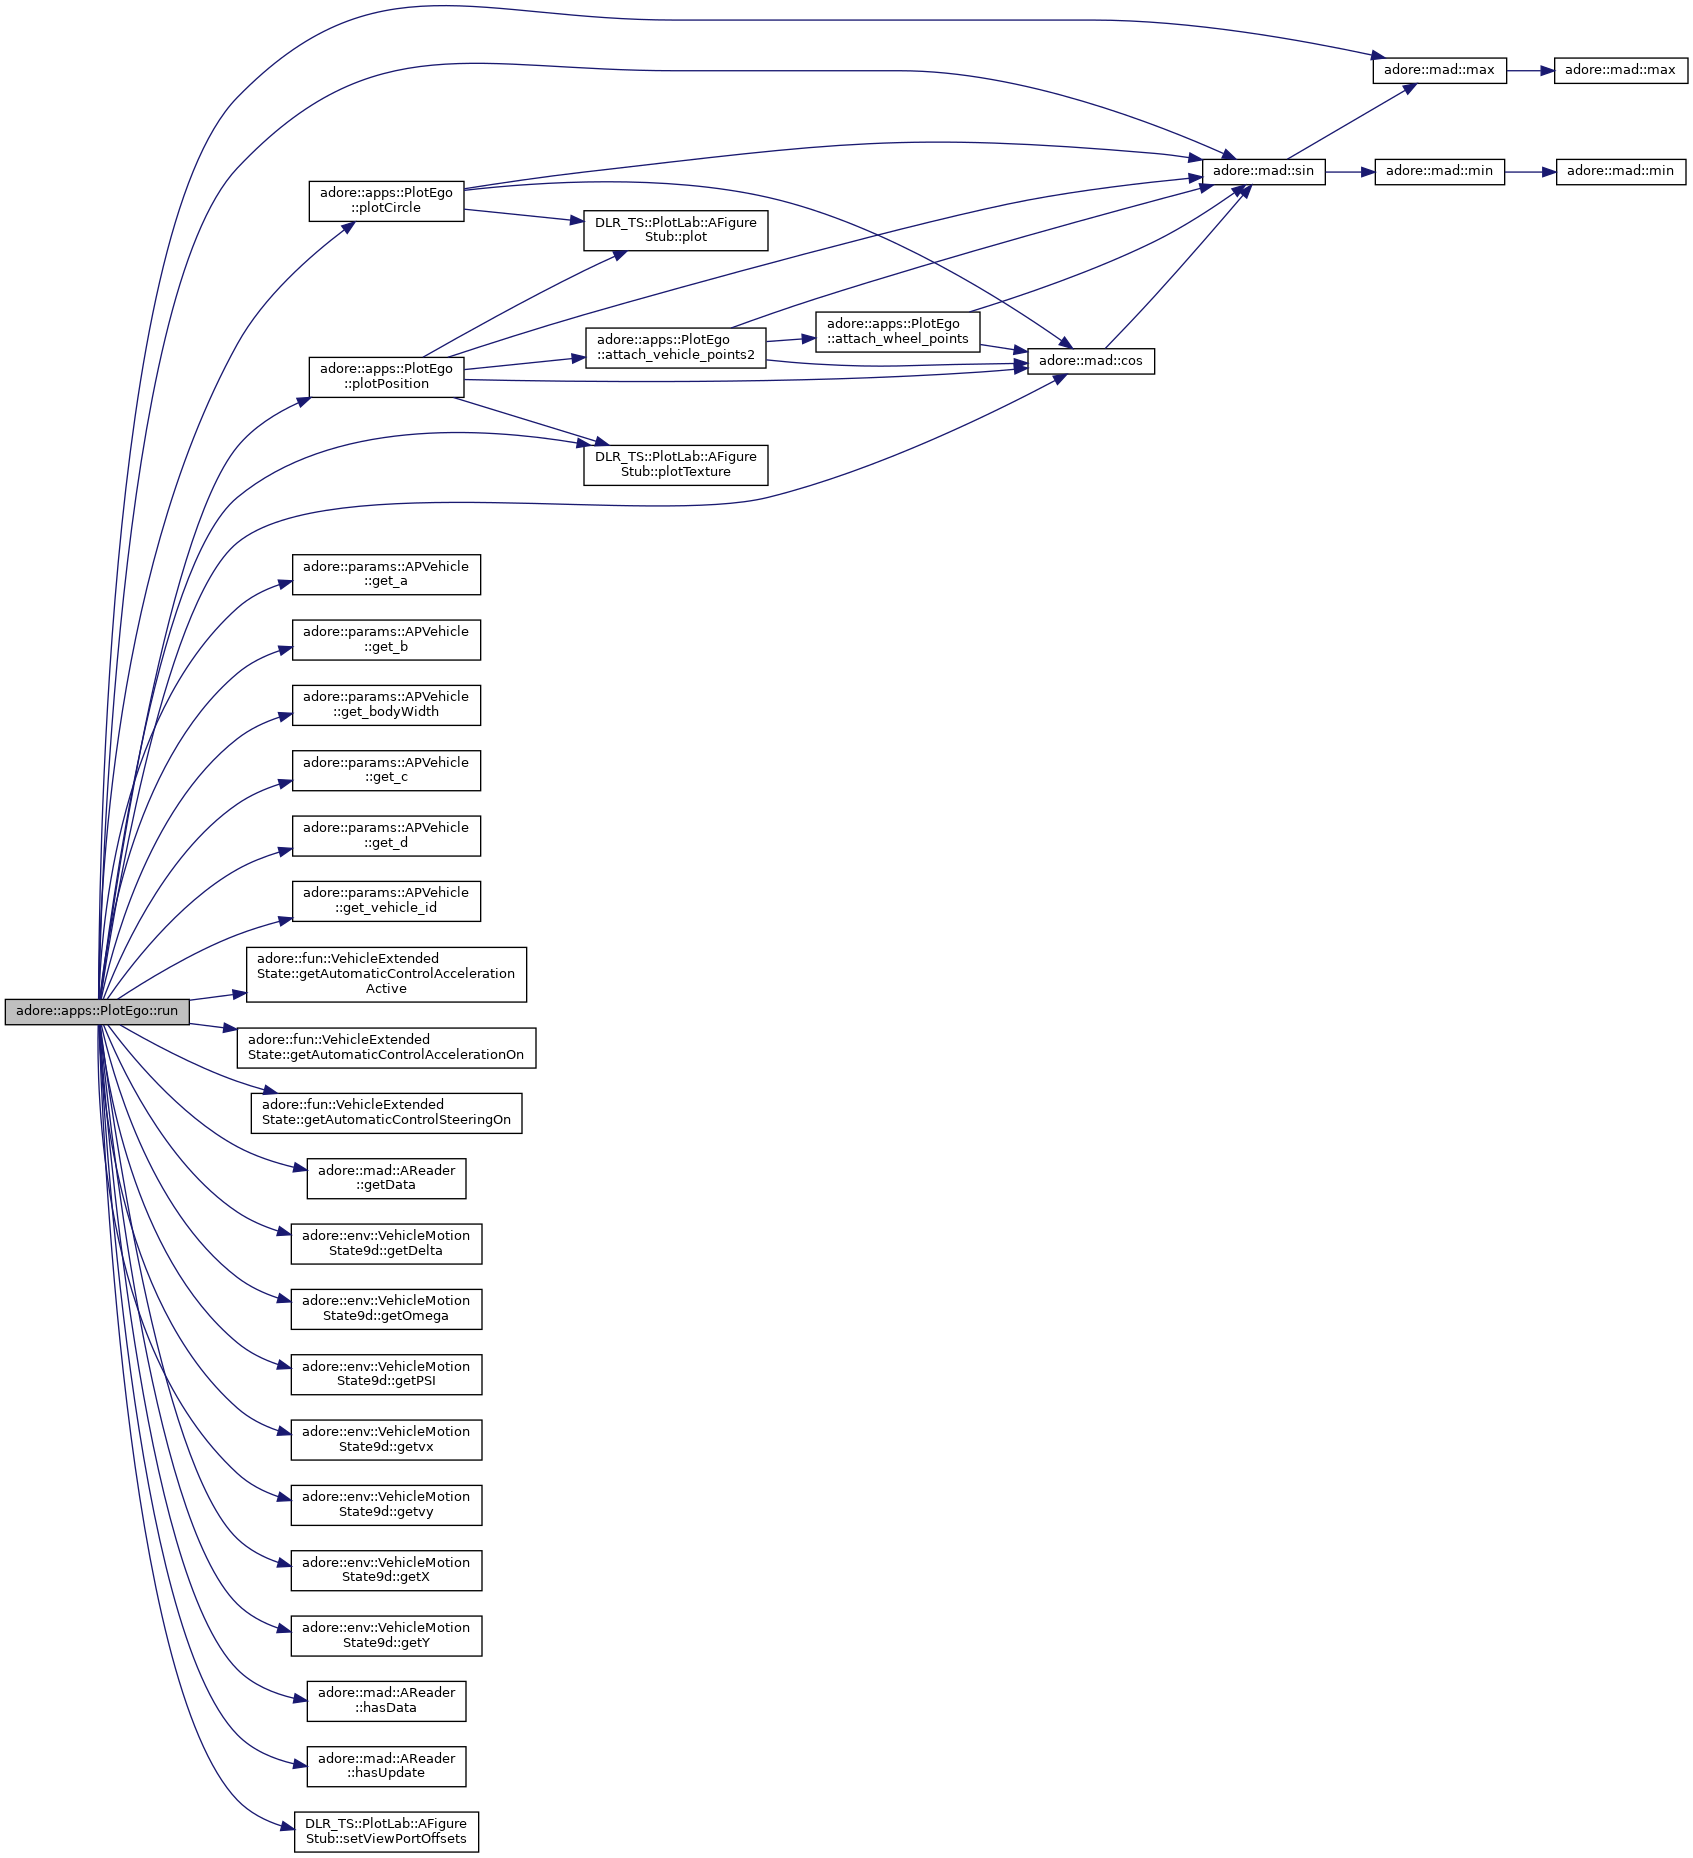 adore::mad::max
adore::mad::max
adore::mad::sin
adore::mad::min
adore::mad::min
adore::apps::PlotEgo
::plotCircle
DLR_TS::PlotLab::AFigure
Stub::plot
adore::apps::PlotEgo
::attach_wheel_points
adore::apps::PlotEgo
::attach_vehicle_points2
adore::mad::cos
adore::apps::PlotEgo
::plotPosition
DLR_TS::PlotLab::AFigure
Stub::plotTexture
adore::params::APVehicle
::get_a
adore::params::APVehicle
::get_b
adore::params::APVehicle
::get_bodyWidth
adore::params::APVehicle
::get_c
adore::params::APVehicle
::get_d
adore::params::APVehicle
::get_vehicle_id
adore::fun::VehicleExtended
State::getAutomaticControlAcceleration
Active
adore::apps::PlotEgo::run
adore::fun::VehicleExtended
State::getAutomaticControlAccelerationOn
adore::fun::VehicleExtended
State::getAutomaticControlSteeringOn
adore::mad::AReader
::getData
adore::env::VehicleMotion
State9d::getDelta
adore::env::VehicleMotion
State9d::getOmega
adore::env::VehicleMotion
State9d::getPSI
adore::env::VehicleMotion
State9d::getvx
adore::env::VehicleMotion
State9d::getvy
adore::env::VehicleMotion
State9d::getX
adore::env::VehicleMotion
State9d::getY
adore::mad::AReader
::hasData
adore::mad::AReader
::hasUpdate
DLR_TS::PlotLab::AFigure
Stub::setViewPortOffsets